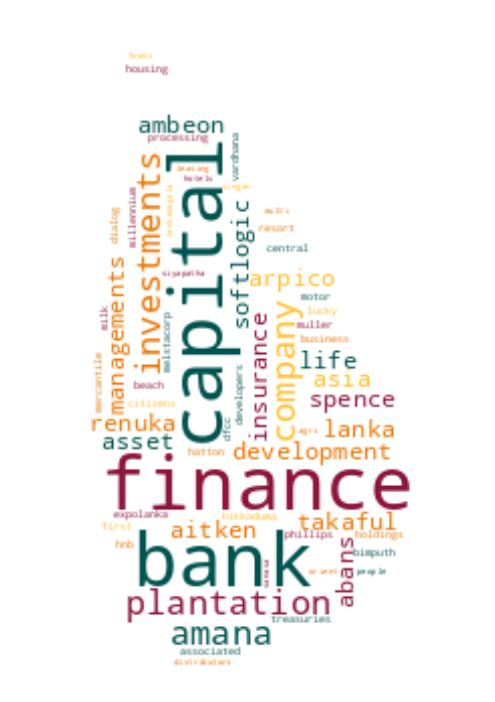 foods
housing
ambeon
processing
vardhana
capital
investments
leasing
hotels
singer
millennium
dialog
softlogic
multi
resort
central
siyapatha
arpico
managements
motor
melstacorp
lucky
milk
insurance
company
muller
business
life
mercantile
beach
developers
asia
citizens
spence
renuka
dfcc
agri
lanka
asset
hatton
development
finance
expolanka
hikkaduwa
first
aitken
takaful
phillips
holdings
hnb
bank
abans
bimputh
orient
people
plantation
treasuries
amana
associated
distributors